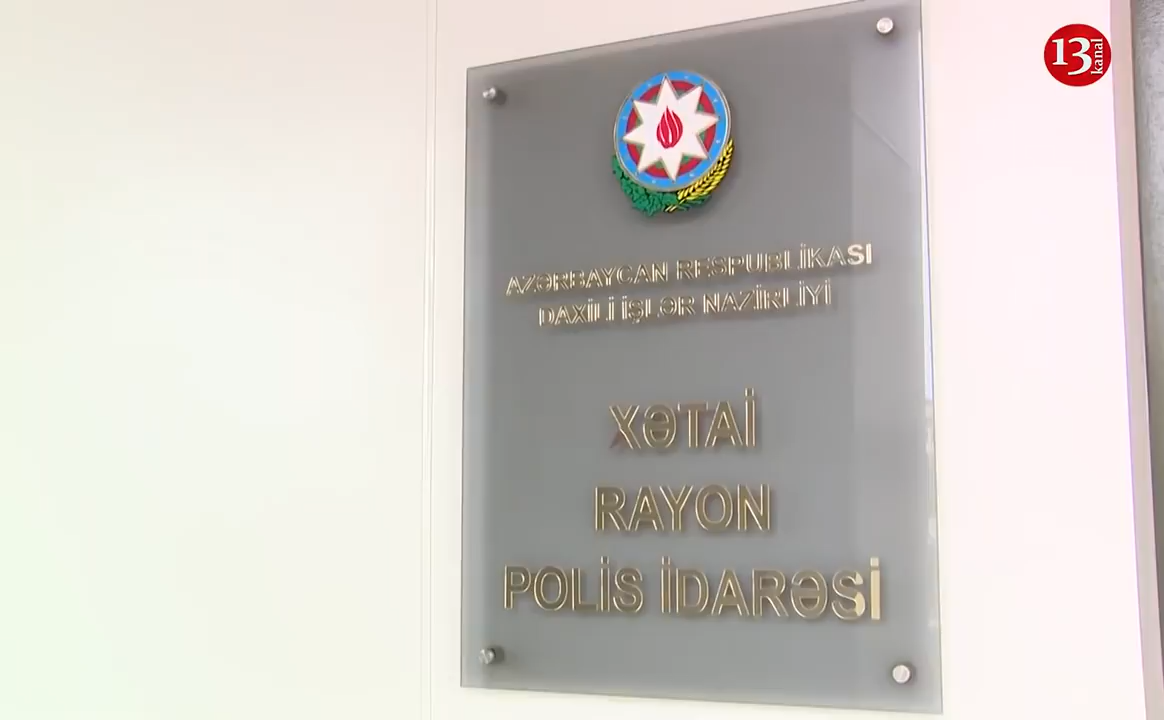 13 kanal
AZƏRBAYCAN RESPUBLİKASI
DAXİLİ İŞLƏR NAZİRLİYİ
XƏTAİ
RAYON
POLİS İDARƏSİ